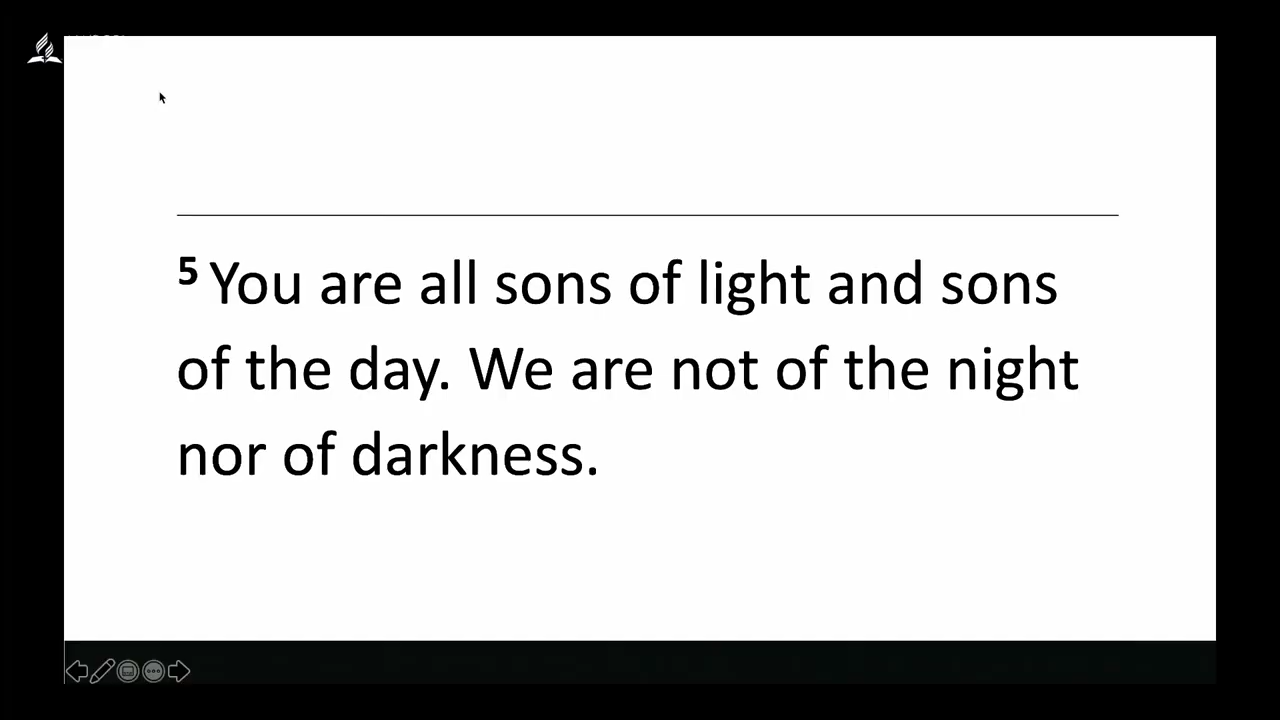 5 You are all sons of light and sons
of the day. We are not of the night
nor of darkness.